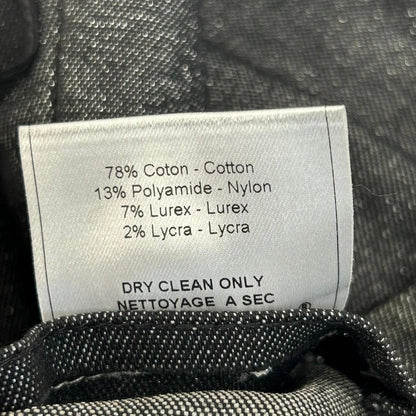 78% Coton - Cotton
13% Polyamide - Nylon
7% Lurex - Lurex
2% Lycra - Lycra
DRY CLEAN ONLY
NETTOYAGE A SEC